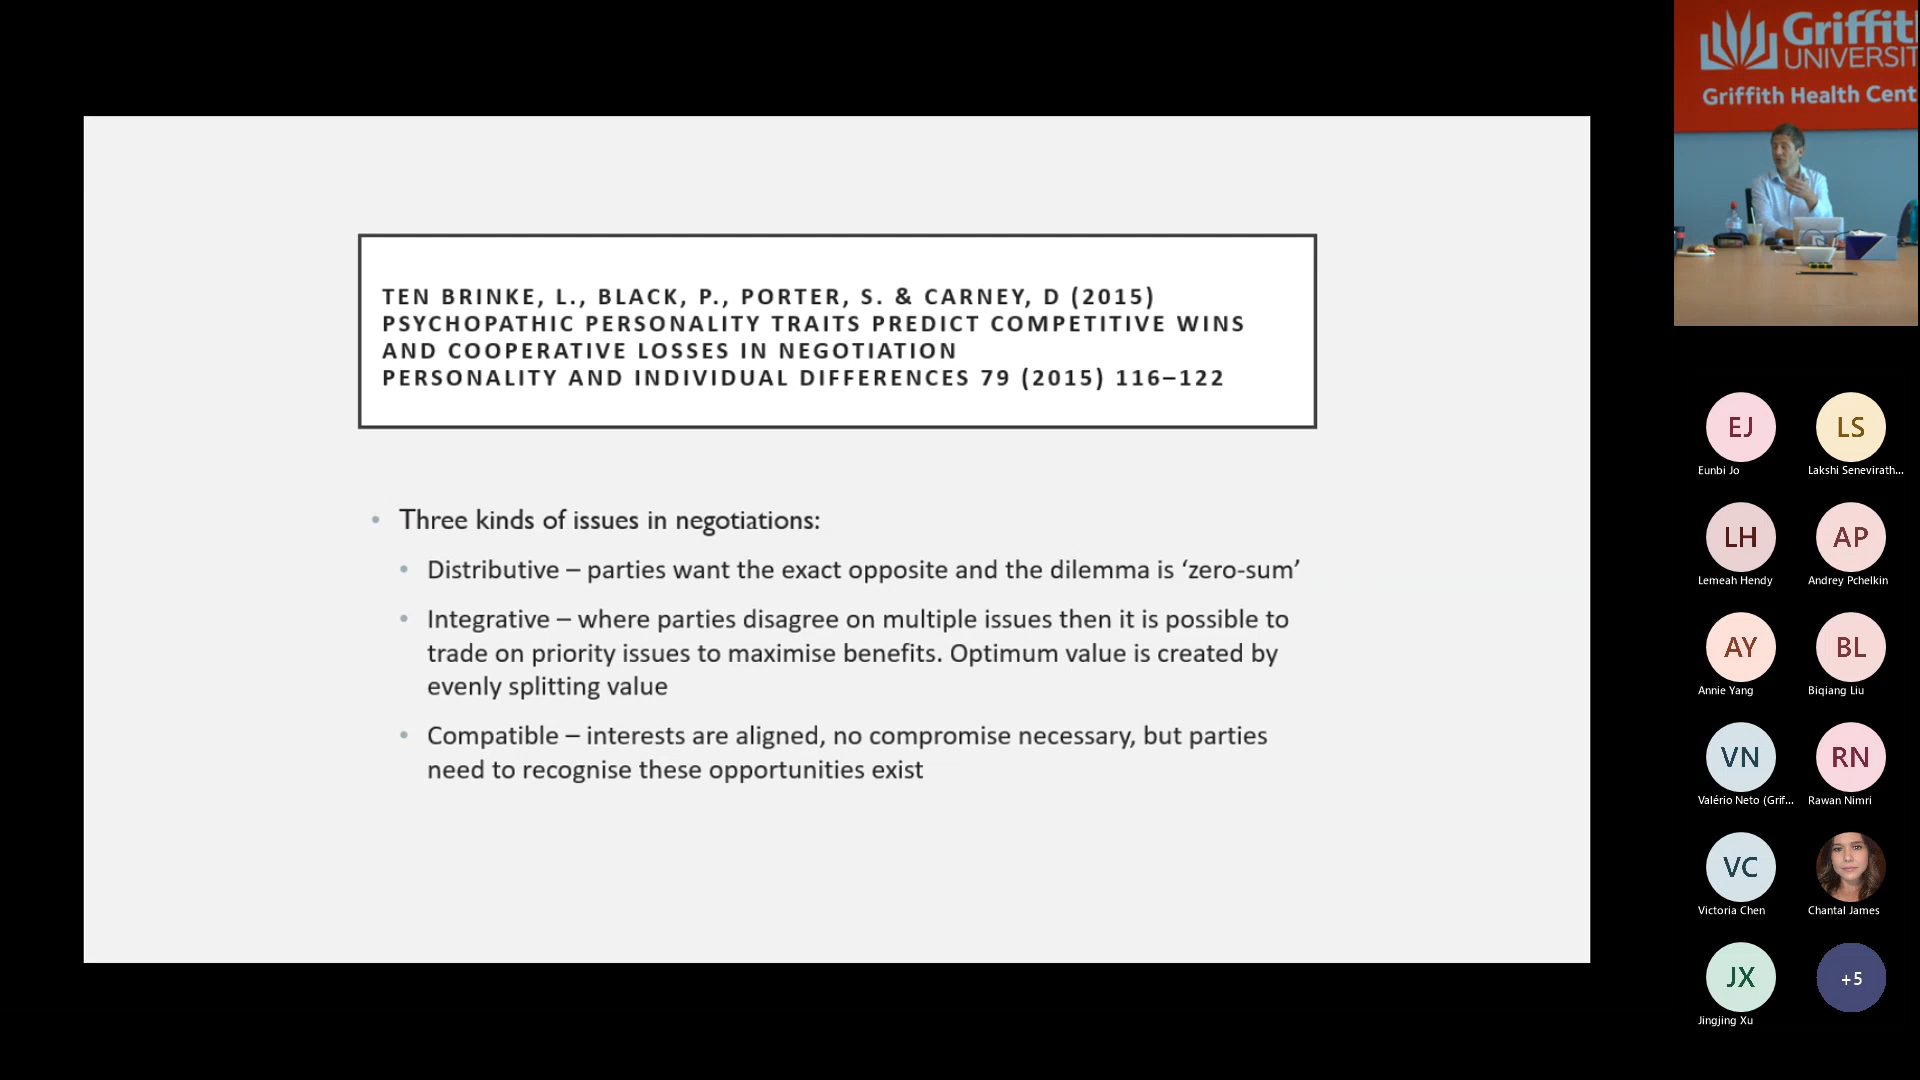 TEN BRINKE, L., BLACK, P., PORTER, S. & CARNEY, D (2015)
PSYCHOPATHIC PERSONALITY TRAITS PREDICT COMPETITIVE WINS
AND COOPERATIVE LOSSES IN NEGOTIATION
PERSONALITY AND INDIVIDUAL DIFFERENCES 79 (2015) 116–122
• Three kinds of issues in negotiations:
• Distributive – parties want the exact opposite and the dilemma is ‘zero-sum’
• Integrative – where parties disagree on multiple issues then it is possible to
trade on priority issues to maximise benefits. Optimum value is created by
evenly splitting value
• Compatible – interests are aligned, no compromise necessary, but parties
need to recognise these opportunities exist
Griffit
UNIVERSIT
Griffith Health Cent
EJ
Eunbi Jo
LS
Lakshi Senevirath...
LH
Lemeah Hendy
AP
Andrey Pchelkin
AY
Annie Yang
BL
Biqiang Liu
VN
Valério Neto (Grif...
RN
Rawan Nimri
VC
Victoria Chen
Chantal James
JX
Jingjing Xu
+5